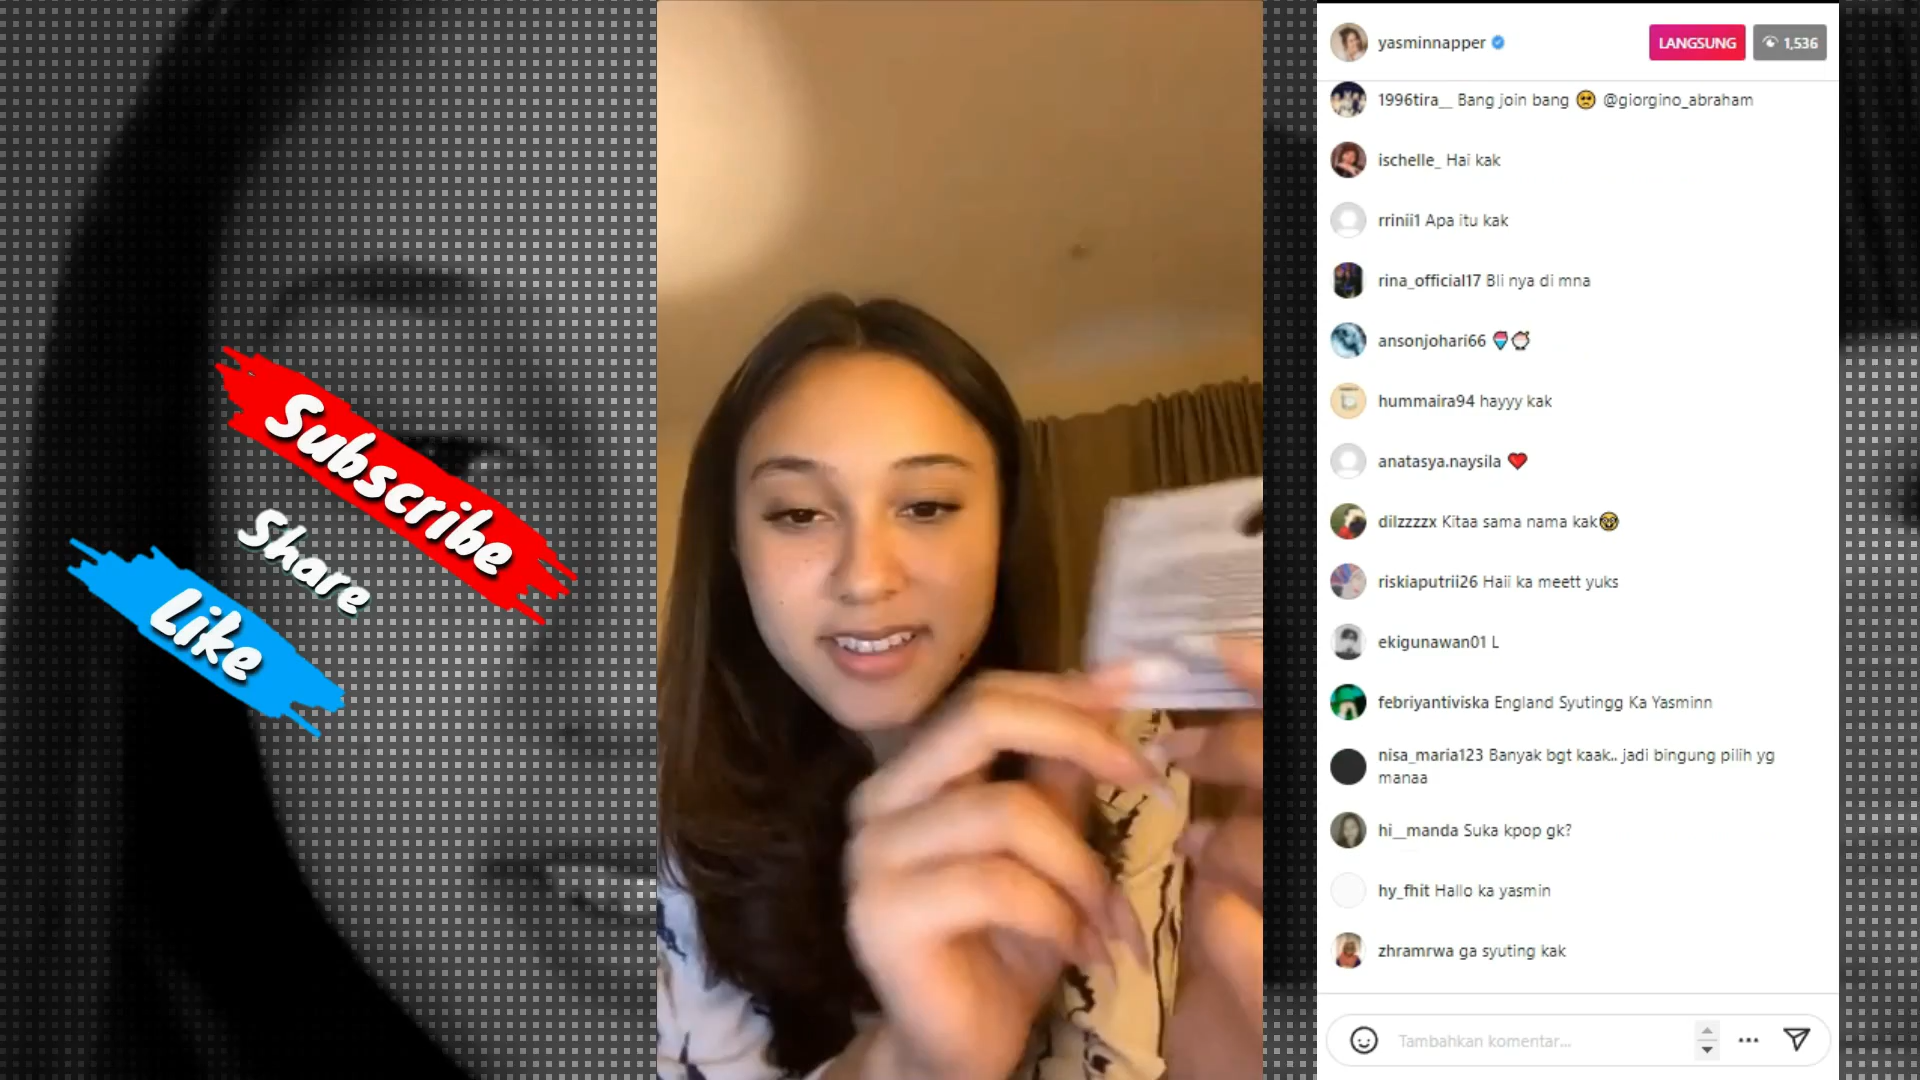 Subscribe
Share
Like
yasminnapper
LANGSUNG
1,536
1996tira__ Bang join bang 🥺 @giorgino_abraham
ischelle_ Hai kak
rrinii1 Apa itu kak
rina_official17 Bli nya di mna
ansonjohari66
hummaira94 hayyy kak
anatasya.naysila ❤️
dilzzzzx Kitaa sama nama kak
riskiaputrii26 Haii ka meett yuks
ekigunawan01 L
febriyantiviska England Syutingg Ka Yasminn
nisa_maria123 Banyak bgt kaak.. jadi bingung pilih yg
manaa
hi__manda Suka kpop gk?
hy_fhit Hallo ka yasmin
zhramrwa ga syuting kak
Tambahkan komentar...